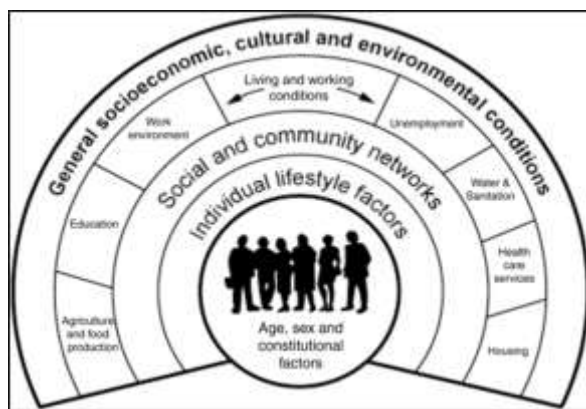 General socioeconomic, cultural and environmental conditions
Living and working
conditions
Work
environment
Unemployment
Education
Water &
Sanitation
Agriculture
and food
production
Health
care
services
Housing
Social and community networks
Individual lifestyle factors
Age, sex and
constitutional
factors